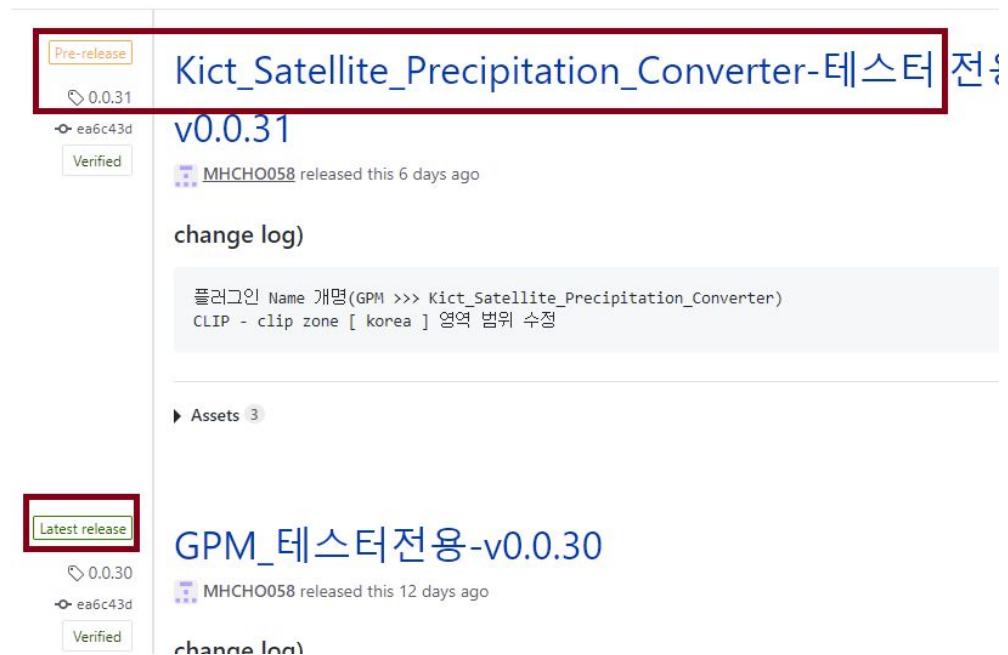 Pre-release
Kict_Satellite_Precipitation_Converter-테스터 전용
0.0.31
ea6c43d
v0.0.31
Verified
MHCHO058 released this 6 days ago
change log)
플러그인 Name 개명(GPM >>> Kict_Satellite_Precipitation_Converter)
CLIP - clip zone [ korea ] 영역 범위 수정
Assets 3
Latest release
GPM_테스터전용-v0.0.30
0.0.30
MHCHO058 released this 12 days ago
ea6c43d
Verified
change log)